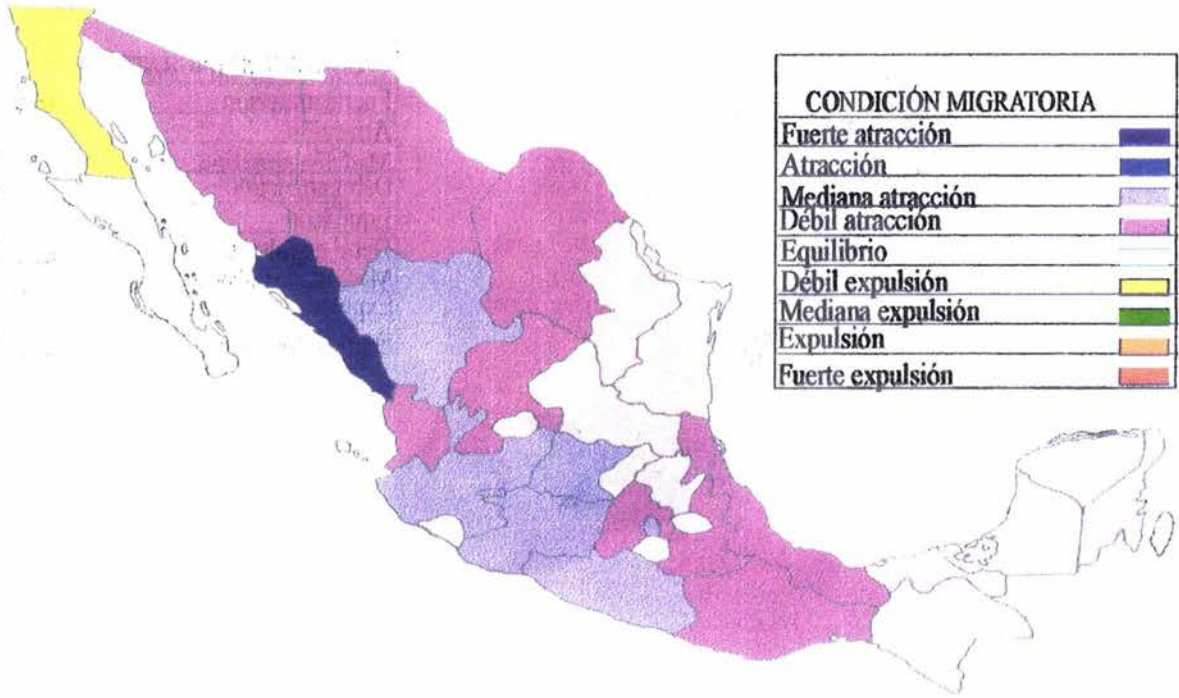 CONDICIÓN MIGRATORIA
Fuerte atracción
Atracción
Mediana atracción
Débil atracción
Equilibrio
Débil expulsión
Mediana expulsión
Expulsión
Fuerte expulsión